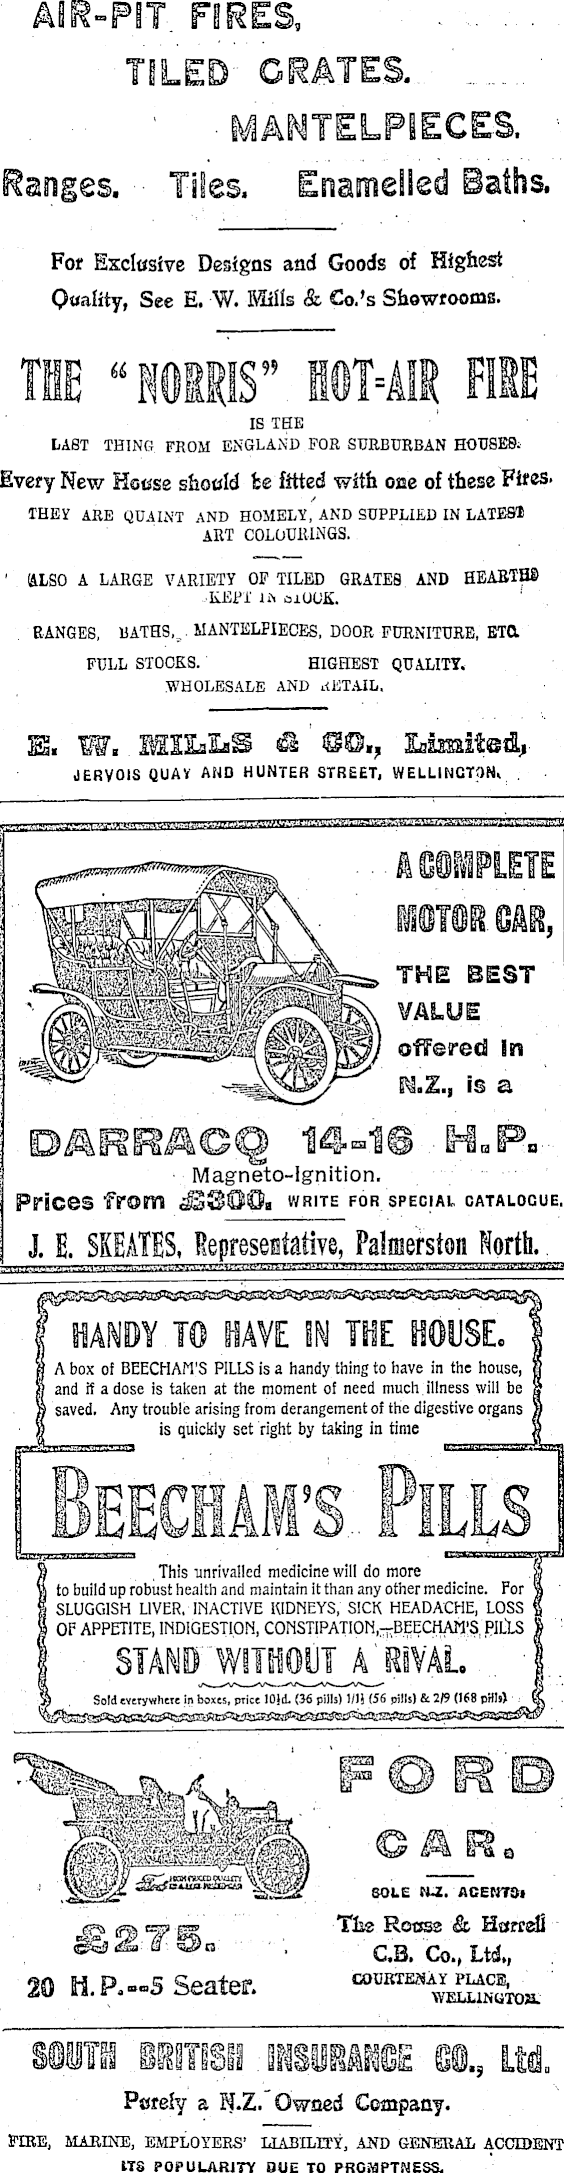 AIR-PIT FIRES,
TILED GRATES.
MANTELPIECES.
Ranges. Tiles. Enamelled Baths.
For Exclusive Designs and Goods of Highest
Quality, See E. W. Mills & Co.'s Showrooms.
THE "NORRIS" HOT=AIR FIRE
IS THE
LAST THING FROM ENGLAND FOR SURBURBAN HOUSES.
Every New House should be fitted with one of these Fires.
THEY ARE QUAINT AND HOMELY, AND SUPPLIED IN LATEST
ART COLOURINGS.
ALSO A LARGE VARIETY OF TILED GRATES AND HEARTHS
KEPT IN STOCK.
RANGES, BATHS, MANTELPIECES, DOOR FURNITURE, ETC.
FULL STOCKS. HIGHEST QUALITY.
WHOLESALE AND RETAIL.
E. W. MILLS & CO., Limited,
JERVOIS QUAY AND HUNTER STREET, WELLINGTON.
A COMPLETE
MOTOR CAR,
THE BEST
VALUE
offered in
N.Z., is a
DARRACQ 14-16 H.P.
Magneto-Ignition.
Prices from £300. WRITE FOR SPECIAL CATALOGUE.
J. E. SKEATES, Representative, Palmerston North.
HANDY TO HAVE IN THE HOUSE.
A box of BEECHAM'S PILLS is a handy thing to have in the house,
and if a dose is taken at the moment of need much illness will be
saved. Any trouble arising from derangement of the digestive organs
is quickly set right by taking in time
BEECHAM'S PILLS
This unrivalled medicine will do more
to build up robust health and maintain it than any other medicine. For
SLUGGISH LIVER, INACTIVE KIDNEYS, SICK HEADACHE, LOSS
OF APPETITE, INDIGESTION, CONSTIPATION,—BEECHAM'S PILLS
STAND WITHOUT A RIVAL.
Sold everywhere in boxes, price 10½d. (36 pills) 1/1½ (56 pills) & 2/9 (168 pills)
FORD
CAR.
SOLE N.Z. AGENTS:
The Rouse & Hurrell
C.B. Co., Ltd.,
COURTENAY PLACE,
WELLINGTON.
Ford HIGH PRICED QUALITY
£275.
20 H.P.--5 Seater.
SOUTH BRITISH INSURANCE CO., Ltd.
Purely a N.Z. Owned Company.
FIRE, MARINE, EMPLOYERS' LIABILITY, AND GENERAL ACCIDENT
ITS POPULARITY DUE TO PROMPTNESS.